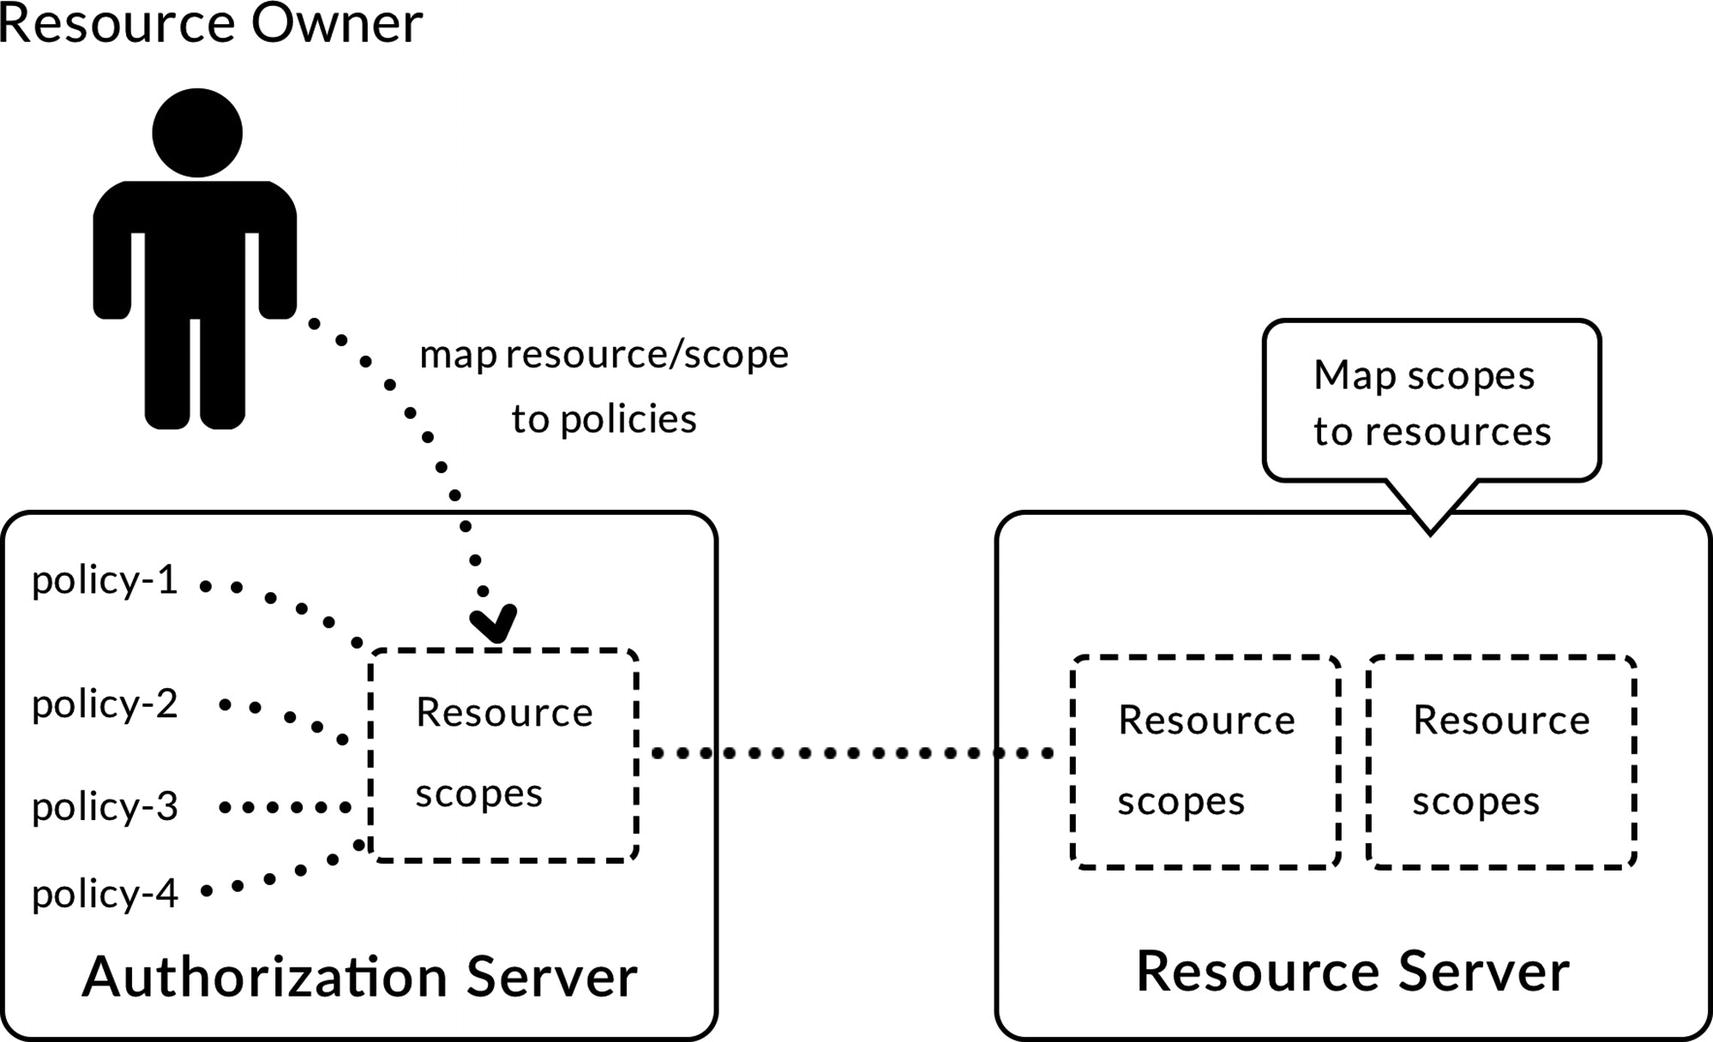 Resource Owner
map resource/scope
to policies
Map scopes
to resources
policy-1
policy-2
policy-3
policy-4
Resource
scopes
Authorization Server
Resource
scopes
Resource
scopes
Resource Server